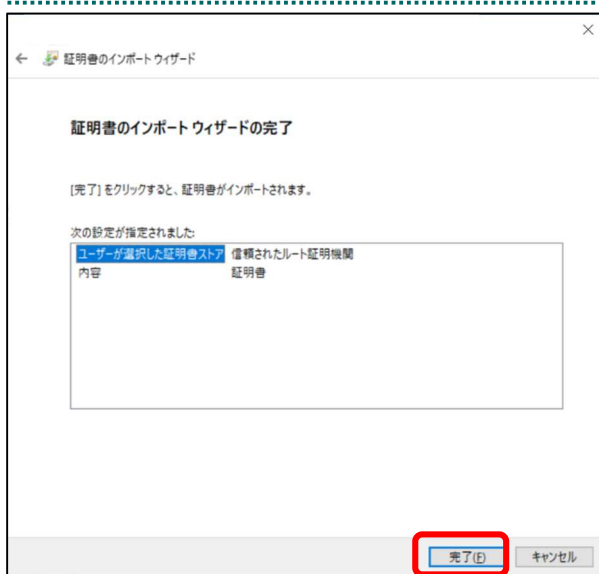 証明書のインポート ウィザード
証明書のインポート ウィザードの完了
[完了] をクリックすると、証明書がインポートされます。
次の設定が指定されました:
ユーザーが選択した証明書ストア 信頼されたルート証明機関
内容 証明書
完了(F) キャンセル